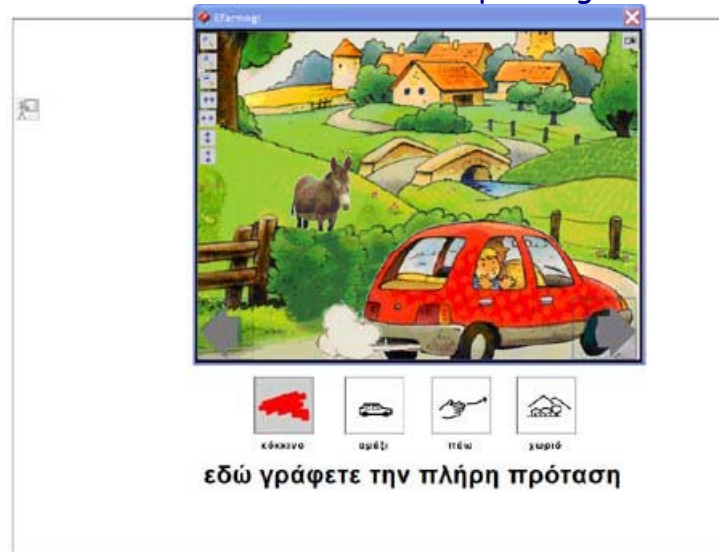 Efarmogi
κόκκινο αμάξι πάω χωριό
εδώ γράφετε την πλήρη πρόταση